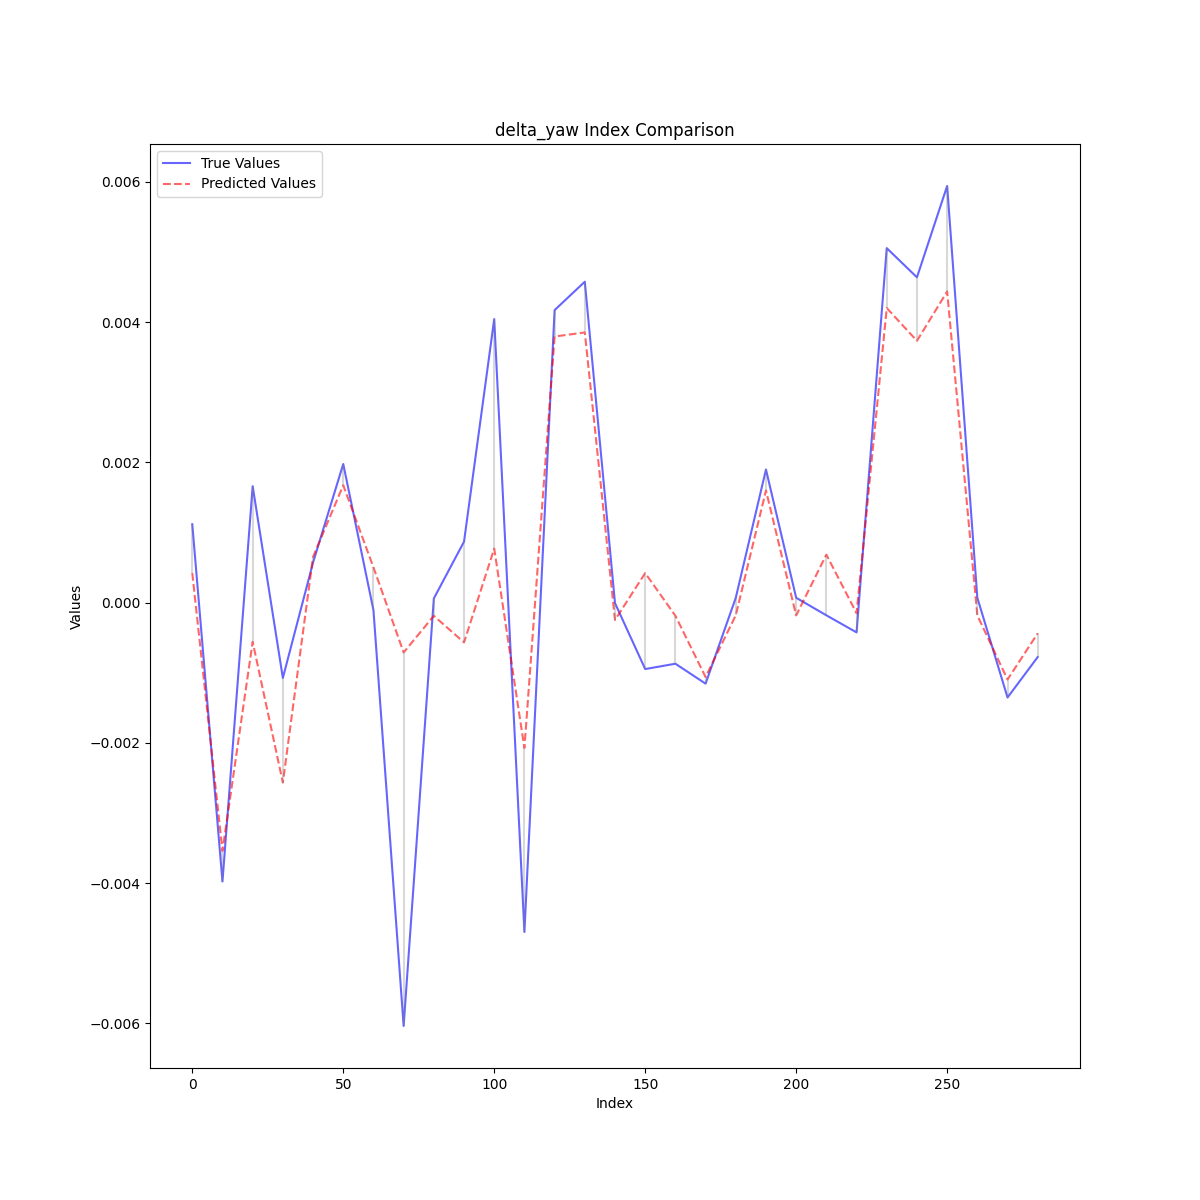 delta_yaw Index Comparison
True Values
Predicted Values
0.006
0.004
0.002
0.000
−0.002
−0.004
−0.006
Values
0 50 100 150 200 250
Index